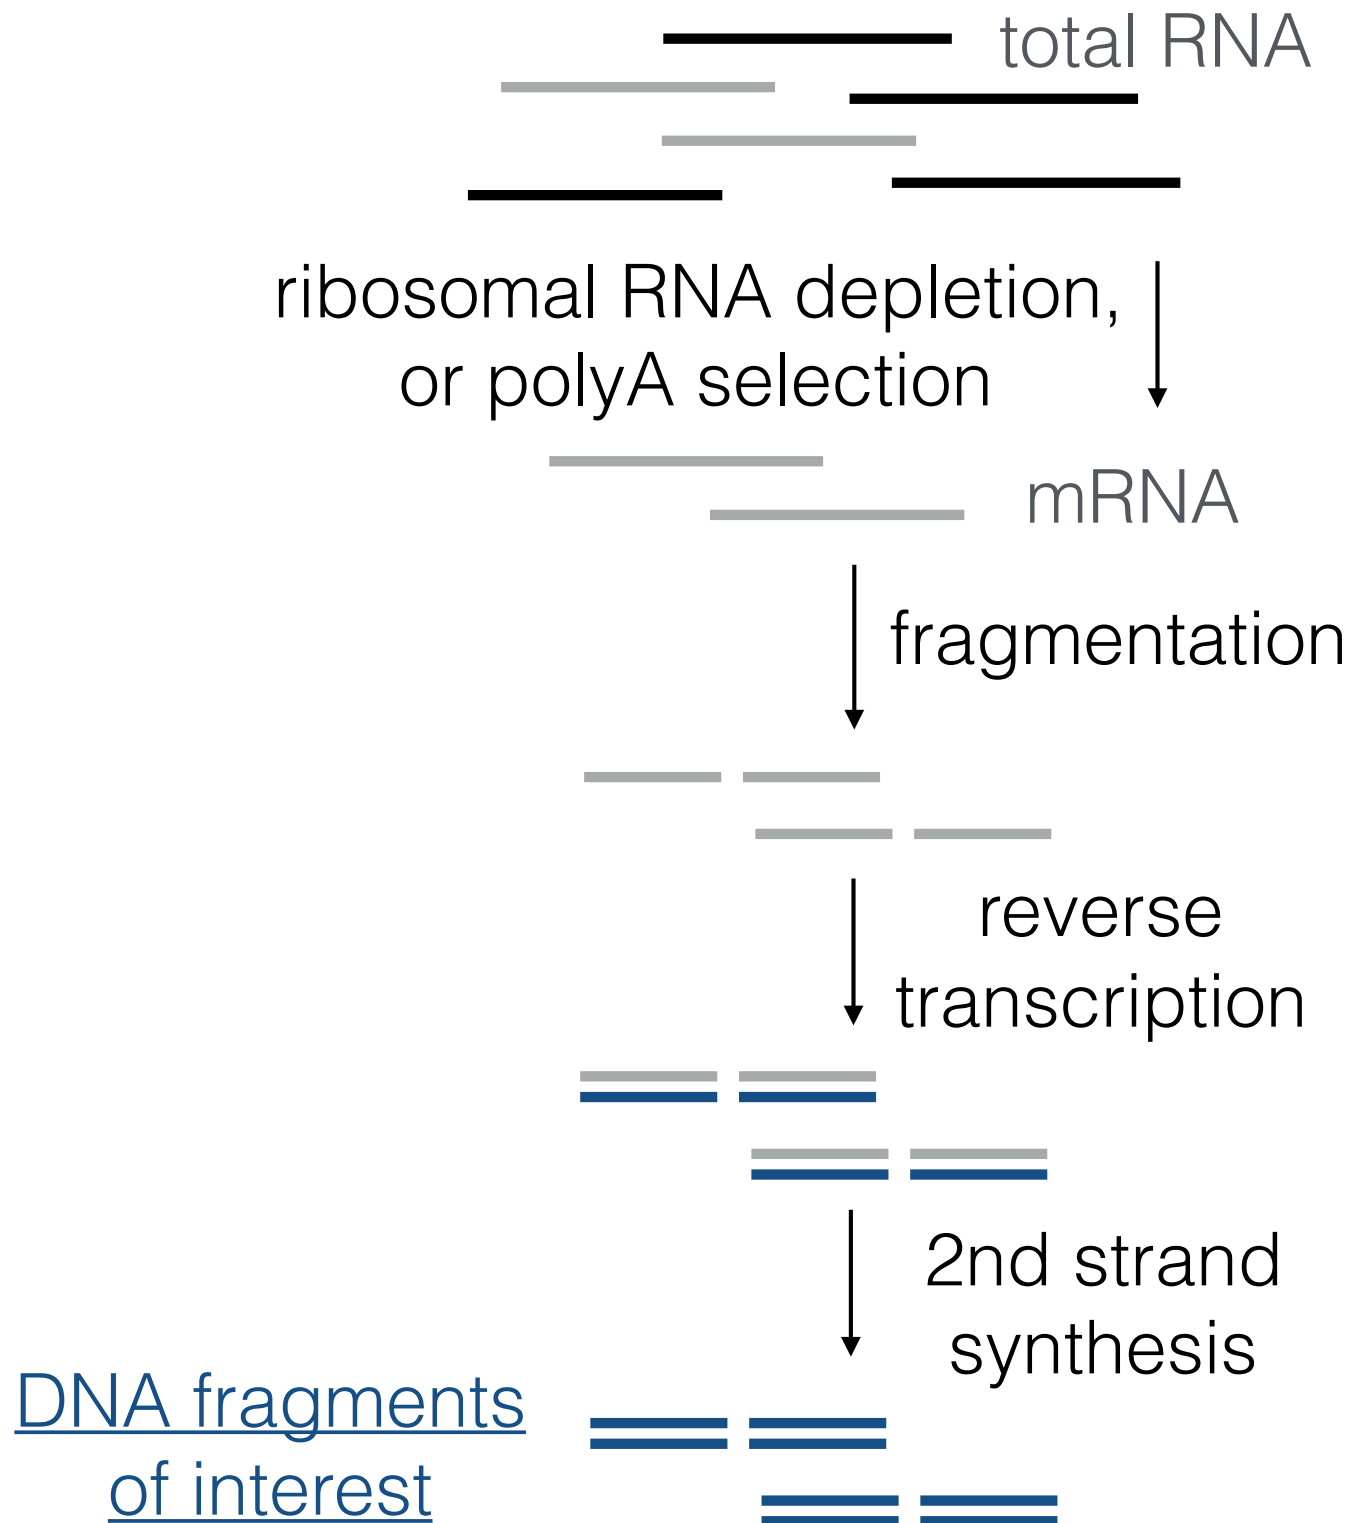 total RNA
ribosomal RNA depletion,
or polyA selection
mRNA
fragmentation
reverse
transcription
2nd strand
synthesis
DNA fragments
of interest